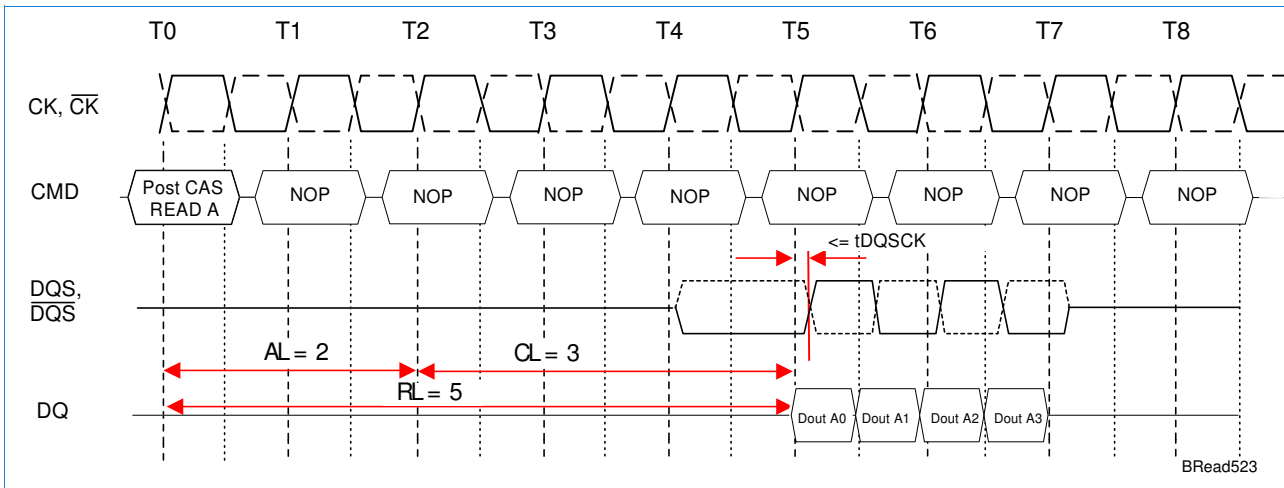 T0 T1 T2 T3 T4 T5 T6 T7 T8
CK, C̅K̅
CMD
Post CAS
READ A
NOP NOP NOP NOP NOP NOP NOP NOP
<= tDQSCK
DQS,
D̅Q̅S̅
AL = 2 CL = 3
RL = 5
DQ
Dout A0 Dout A1 Dout A2 Dout A3
BRead523